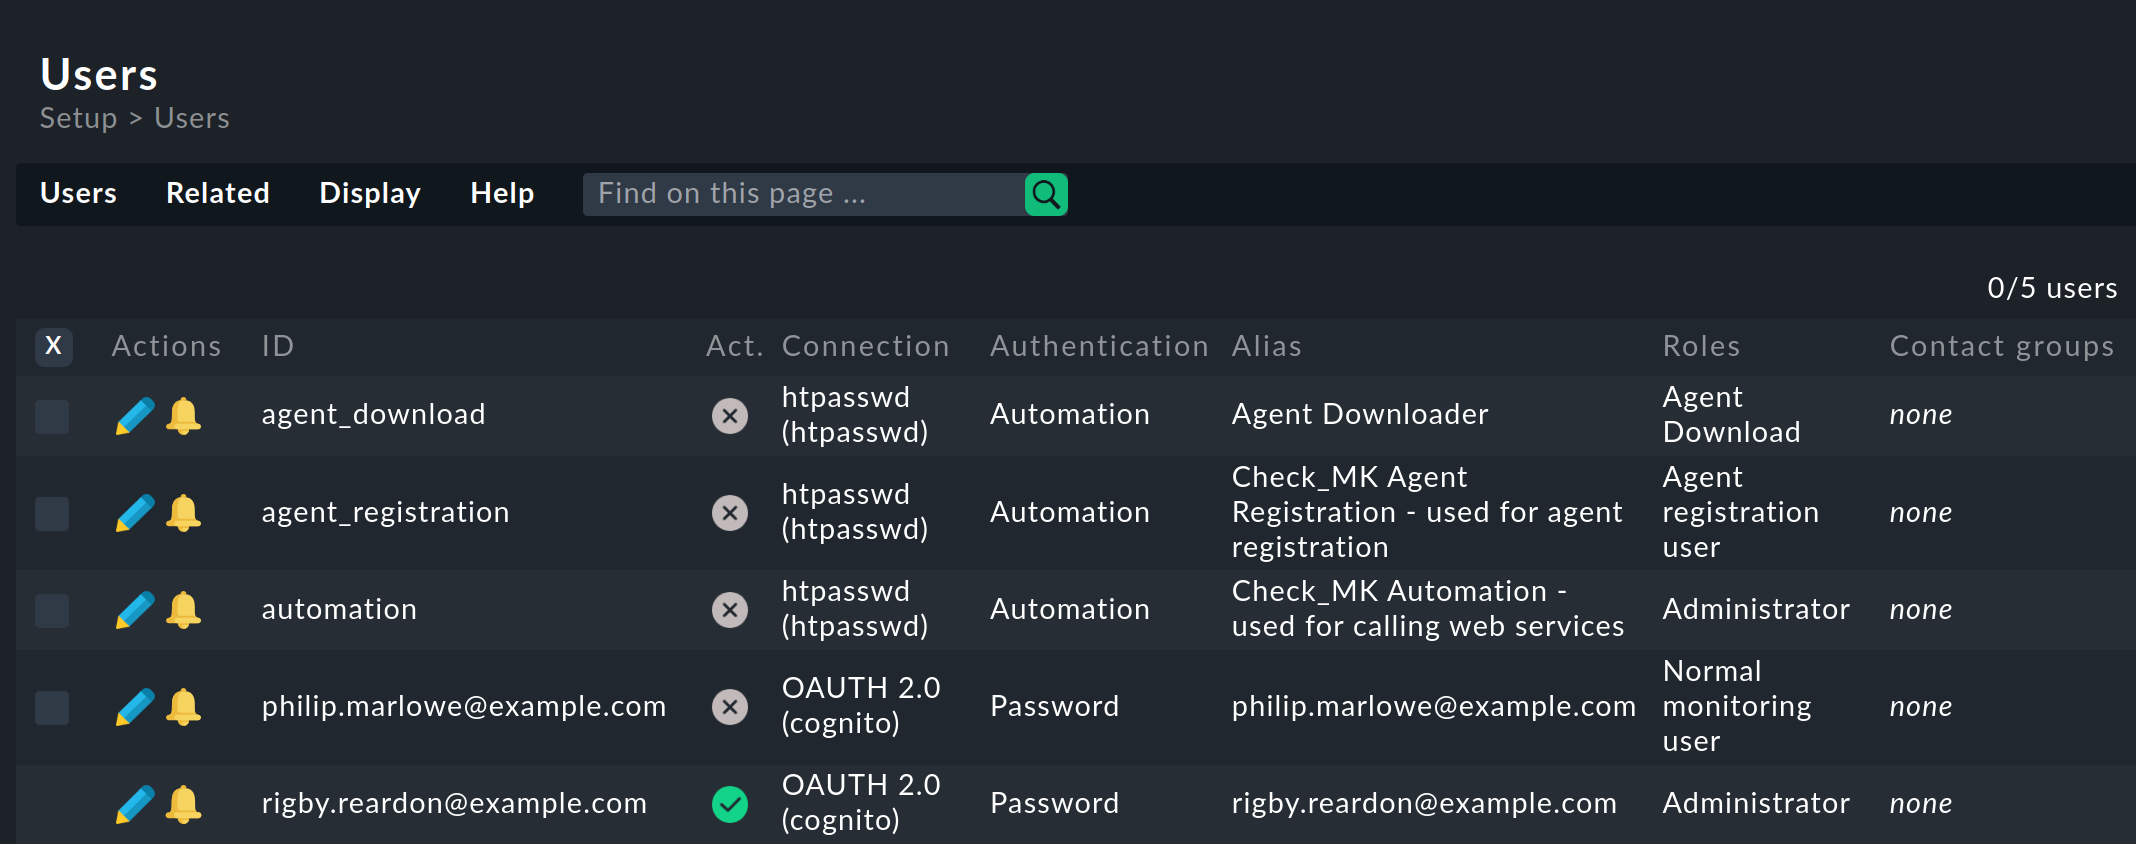 Users
Setup > Users
Users Related Display Help Find on this page ...
0/5 users
X Actions ID Act. Connection Authentication Alias Roles Contact groups
agent_download htpasswd (htpasswd) Automation Agent Downloader Agent Download none
agent_registration htpasswd (htpasswd) Automation Check_MK Agent Registration - used for agent registration Agent registration user none
automation htpasswd (htpasswd) Automation Check_MK Automation - used for calling web services Administrator none
philip.marlowe@example.com OAUTH 2.0 (cognito) Password philip.marlowe@example.com Normal monitoring user none
rigby.reardon@example.com OAUTH 2.0 (cognito) Password rigby.reardon@example.com Administrator none